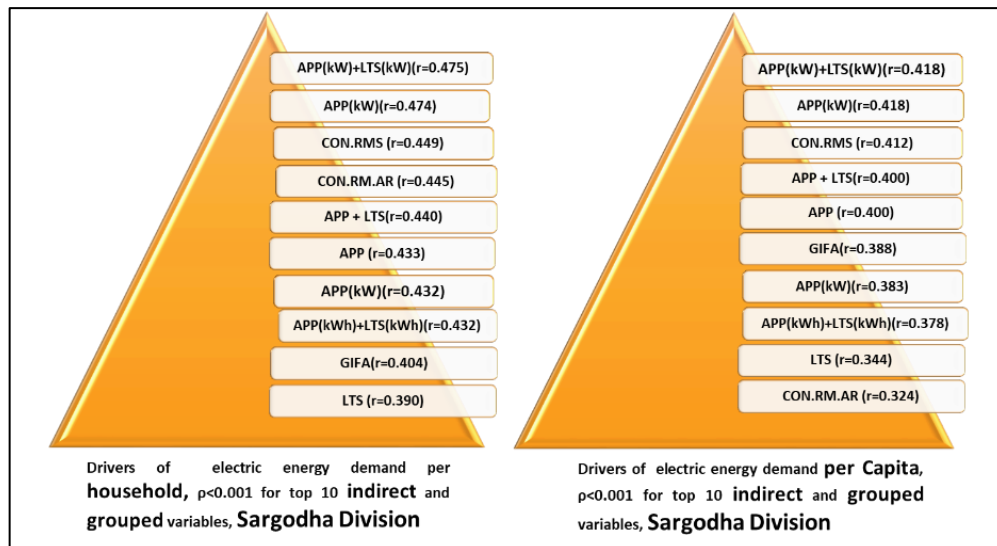 APP(kW)+LTS(kW)(r=0.475)
APP(kW)(r=0.474)
CON.RMS (r=0.449)
CON.RM.AR(r=0.445)
APP + LTS(r=0.440)
APP (r=0.433)
APP(kW)(r=0.432)
APP(kWh)+LTS(kWh)(r=0.432)
GIFA(r=0.404)
LTS (r=0.390)
Drivers of electric energy demand per
household, ρ<0.001 for top 10 indirect and
grouped variables, Sargodha Division
APP(kW)+LTS(kW)(r=0.418)
APP(kW)(r=0.418)
CON.RMS (r=0.412)
APP + LTS(r=0.400)
APP (r=0.400)
GIFA(r=0.388)
APP(kW)(r=0.383)
APP(kWh)+LTS(kWh)(r=0.378)
LTS (r=0.344)
CON.RM.AR (r=0.324)
Drivers of electric energy demand per Capita,
ρ<0.001 for top 10 indirect and grouped
variables, Sargodha Division